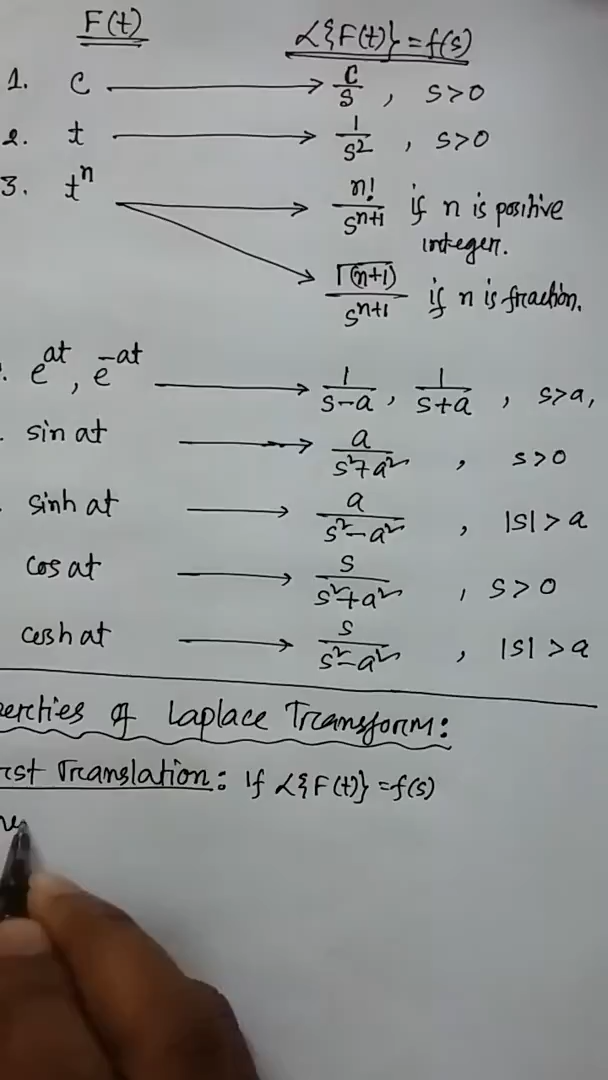 F(t) ℒ{F(t)} = f(s)
1. c ⟶ c/s , s>0
2. t ⟶ 1/s² , s>0
3. tⁿ ⟶ n!/sⁿ⁺¹ if n is positive
integer.
Γ(n+1)/sⁿ⁺¹ if n is fraction.
. e^at, e^-at ⟶ 1/(s-a), 1/(s+a) , s>a,
. sin at ⟶ a/(s²+a²) , s>0
. sinh at ⟶ a/(s²-a²) , |s|>a
cos at ⟶ s/(s²+a²) , s>0
cosh at ⟶ s/(s²-a²) , |s|>a
perties of Laplace Transform:
rst Translation: If ℒ{F(t)} = f(s)